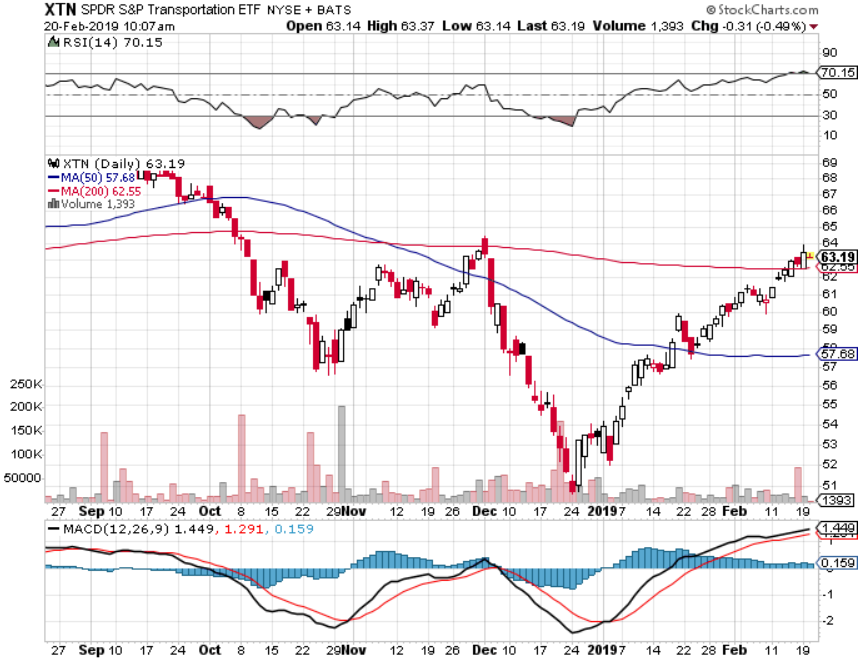 XTN SPDR S&P Transportation ETF NYSE + BATS © StockCharts.com
20-Feb-2019 10:07am Open 63.14 High 63.37 Low 63.14 Last 63.19 Volume 1,393 Chg -0.31 (-0.49%)
RSI(14) 70.15
90
70.15
50
30
10
XTN (Daily) 63.19
MA(50) 57.68
MA(200) 62.55
Volume 1,393
69
68
67
66
65
64
63.19
62.55
62
61
60
59
58
57.68
57
56
55
54
53
52
51
250K
200K
150K
100K
50000
1393
27 Sep 10 17 24 Oct 8 15 22 29 Nov 12 19 26 Dec 10 17 24 2019 7 14 22 28 Feb 11 19
MACD(12,26,9) 1.449, 1.291, 0.159
1.449
0.159
-1
-2
27 Sep 10 17 24 Oct 8 15 22 29 Nov 12 19 26 Dec 10 17 24 2019 7 14 22 28 Feb 11 19